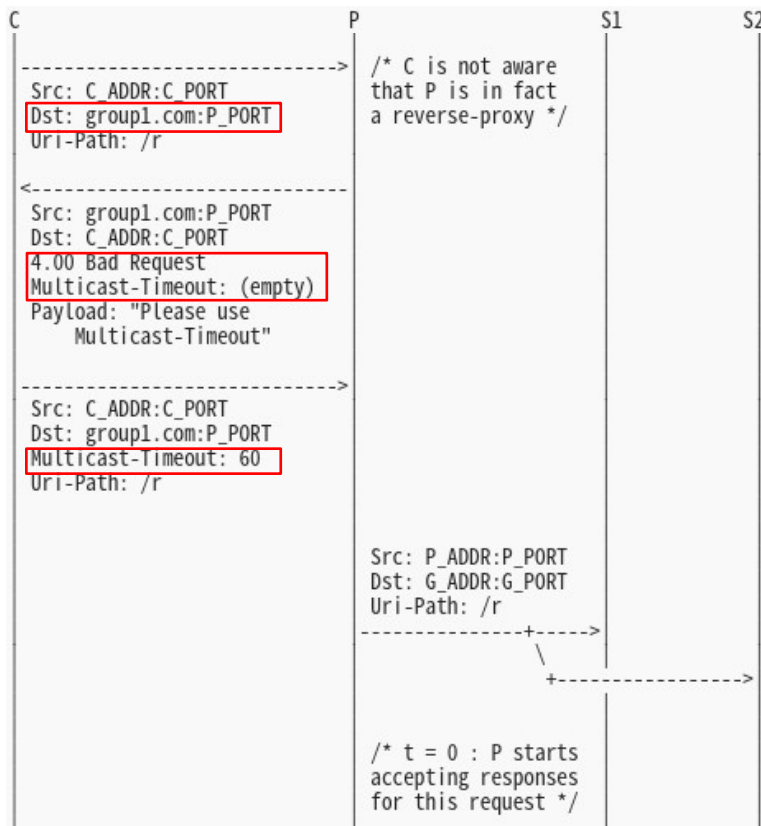 C P S1 S2
-----------------------------> /* C is not aware
Src: C_ADDR:C_PORT that P is in fact
Dst: group1.com:P_PORT a reverse-proxy */
Uri-Path: /r
<-----------------------------
Src: group1.com:P_PORT
Dst: C_ADDR:C_PORT
4.00 Bad Request
Multicast-Timeout: (empty)
Payload: "Please use
Multicast-Timeout"
----------------------------->
Src: C_ADDR:C_PORT
Dst: group1.com:P_PORT
Multicast-Timeout: 60
Uri-Path: /r
Src: P_ADDR:P_PORT
Dst: G_ADDR:G_PORT
Uri-Path: /r
---------------+----->
\
+----------------->
/* t = 0 : P starts
accepting responses
for this request */